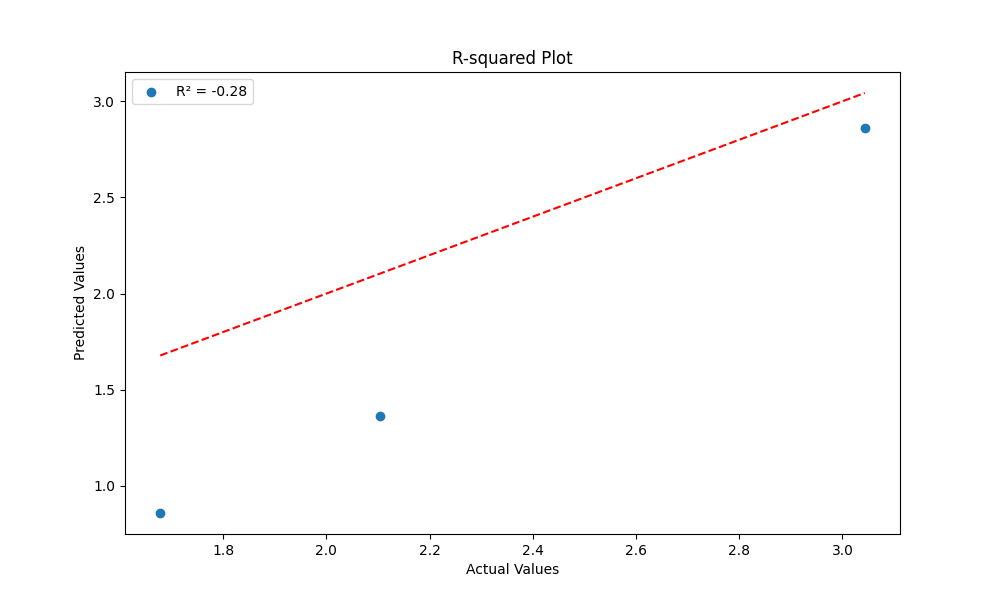 R-squared Plot
R² = -0.28
Predicted Values
3.0
2.5
2.0
1.5
1.0
1.8 2.0 2.2 2.4 2.6 2.8 3.0
Actual Values